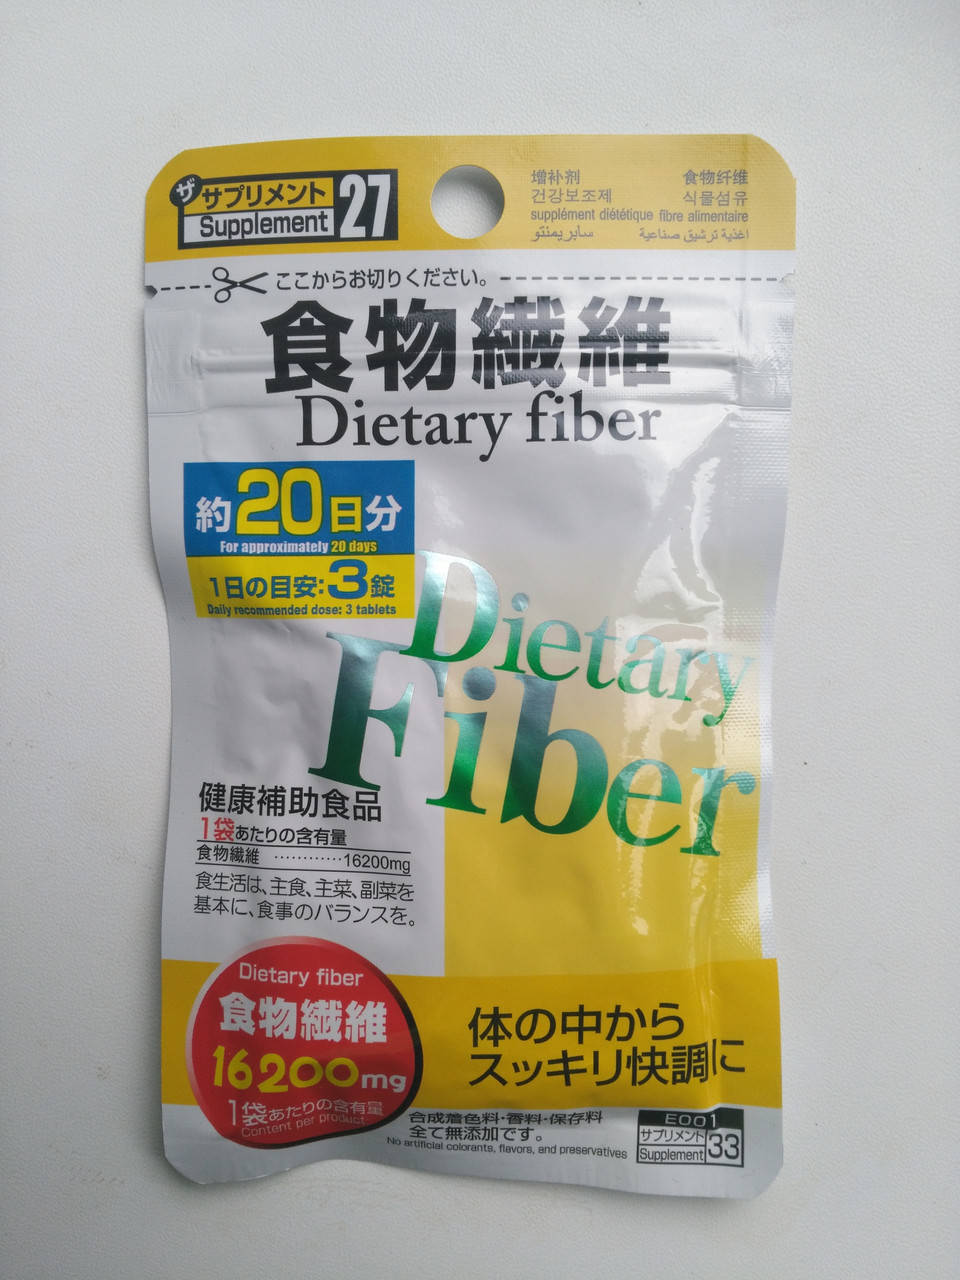 ザ サプリメント
Supplement
27
增补剂 食物纤维
건강보조제 식물섬유
supplément diététique fibre alimentaire
سابريمنتو اغذية ترشيق صناعية
ここからお切りください。
食物繊維
Dietary fiber
約20日分
For approximately 20 days
1日の目安:3錠
Daily recommended dose: 3 tablets
Dietary
Fiber
健康補助食品
1袋あたりの含有量
食物繊維 …………16200mg
食生活は、主食、主菜、副菜を
基本に、食事のバランスを。
Dietary fiber
食物繊維
16200mg
1袋あたりの含有量
Content per product
体の中から
スッキリ快調に
合成着色料・香料・保存料
全て無添加です。
No artificial colorants, flavors, and preservatives
E001
サプリメント
Supplement
33